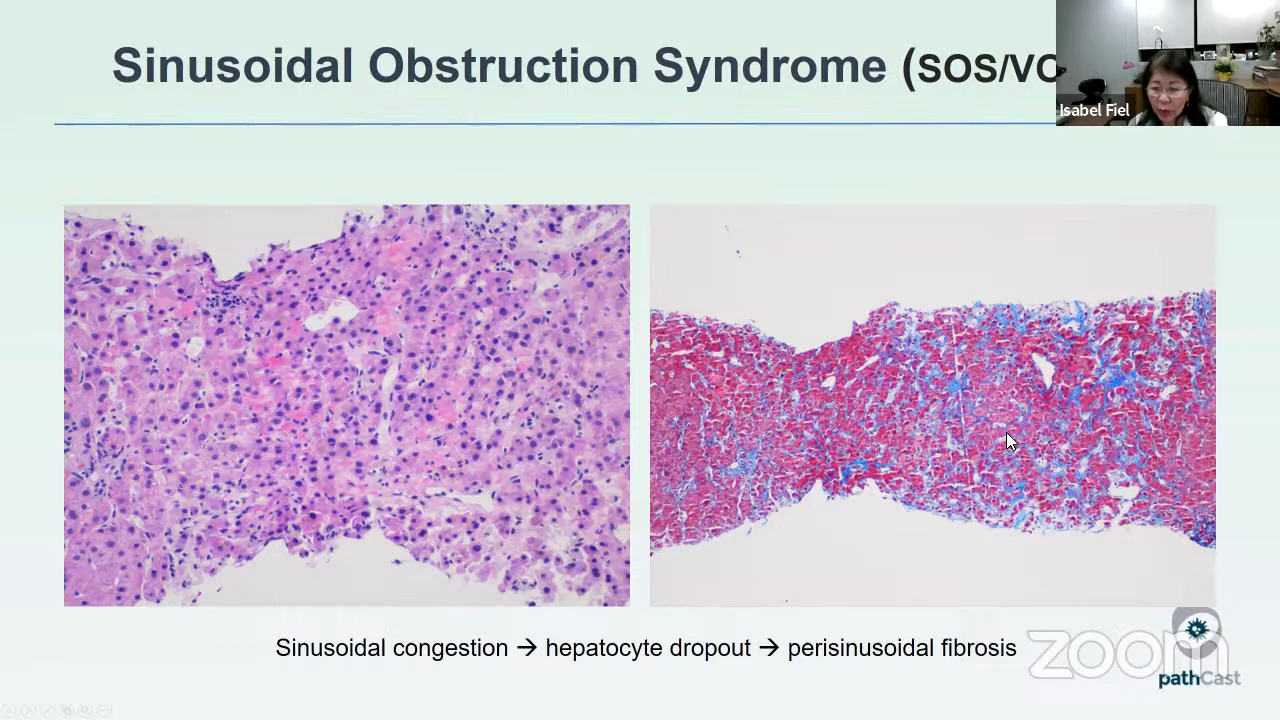 Sinusoidal Obstruction Syndrome (SOS/VO
Isabel Fiel
Sinusoidal congestion → hepatocyte dropout → perisinusoidal fibrosis
zoom
pathCast